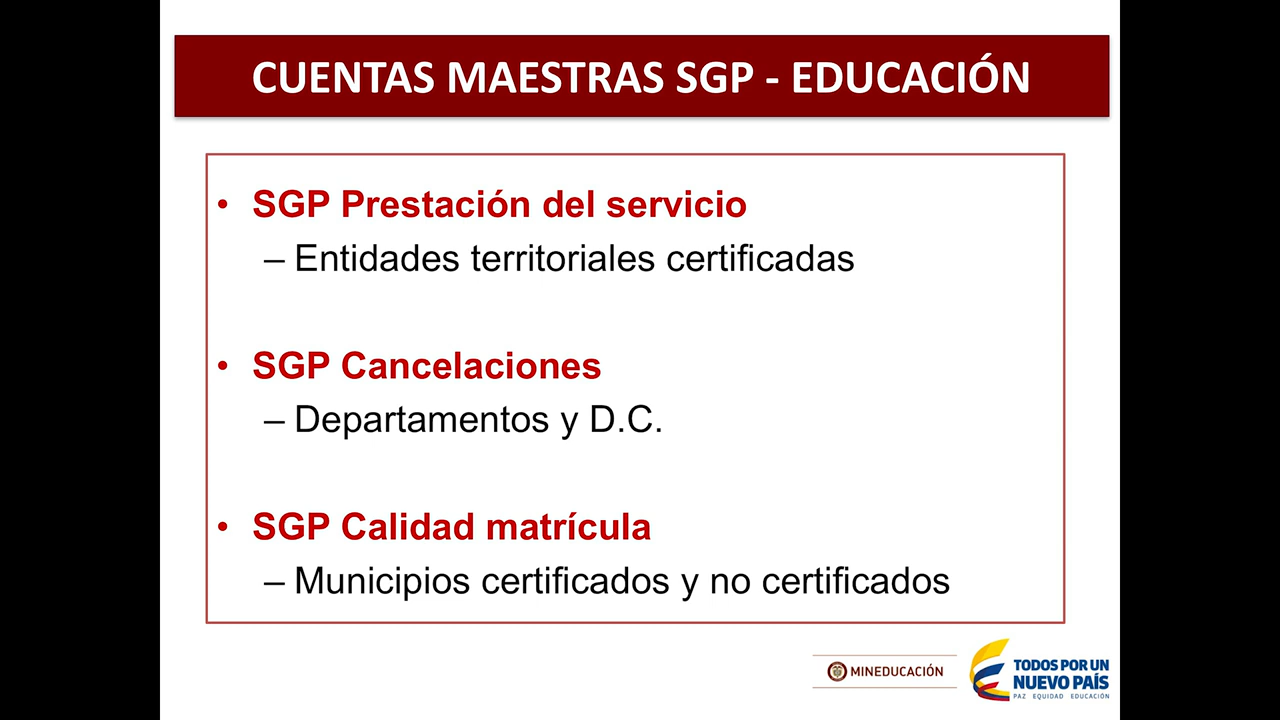 CUENTAS MAESTRAS SGP - EDUCACIÓN
• SGP Prestación del servicio
– Entidades territoriales certificadas
• SGP Cancelaciones
– Departamentos y D.C.
• SGP Calidad matrícula
– Municipios certificados y no certificados
MINEDUCACIÓN
TODOS POR UN
NUEVO PAÍS
PAZ EQUIDAD EDUCACIÓN